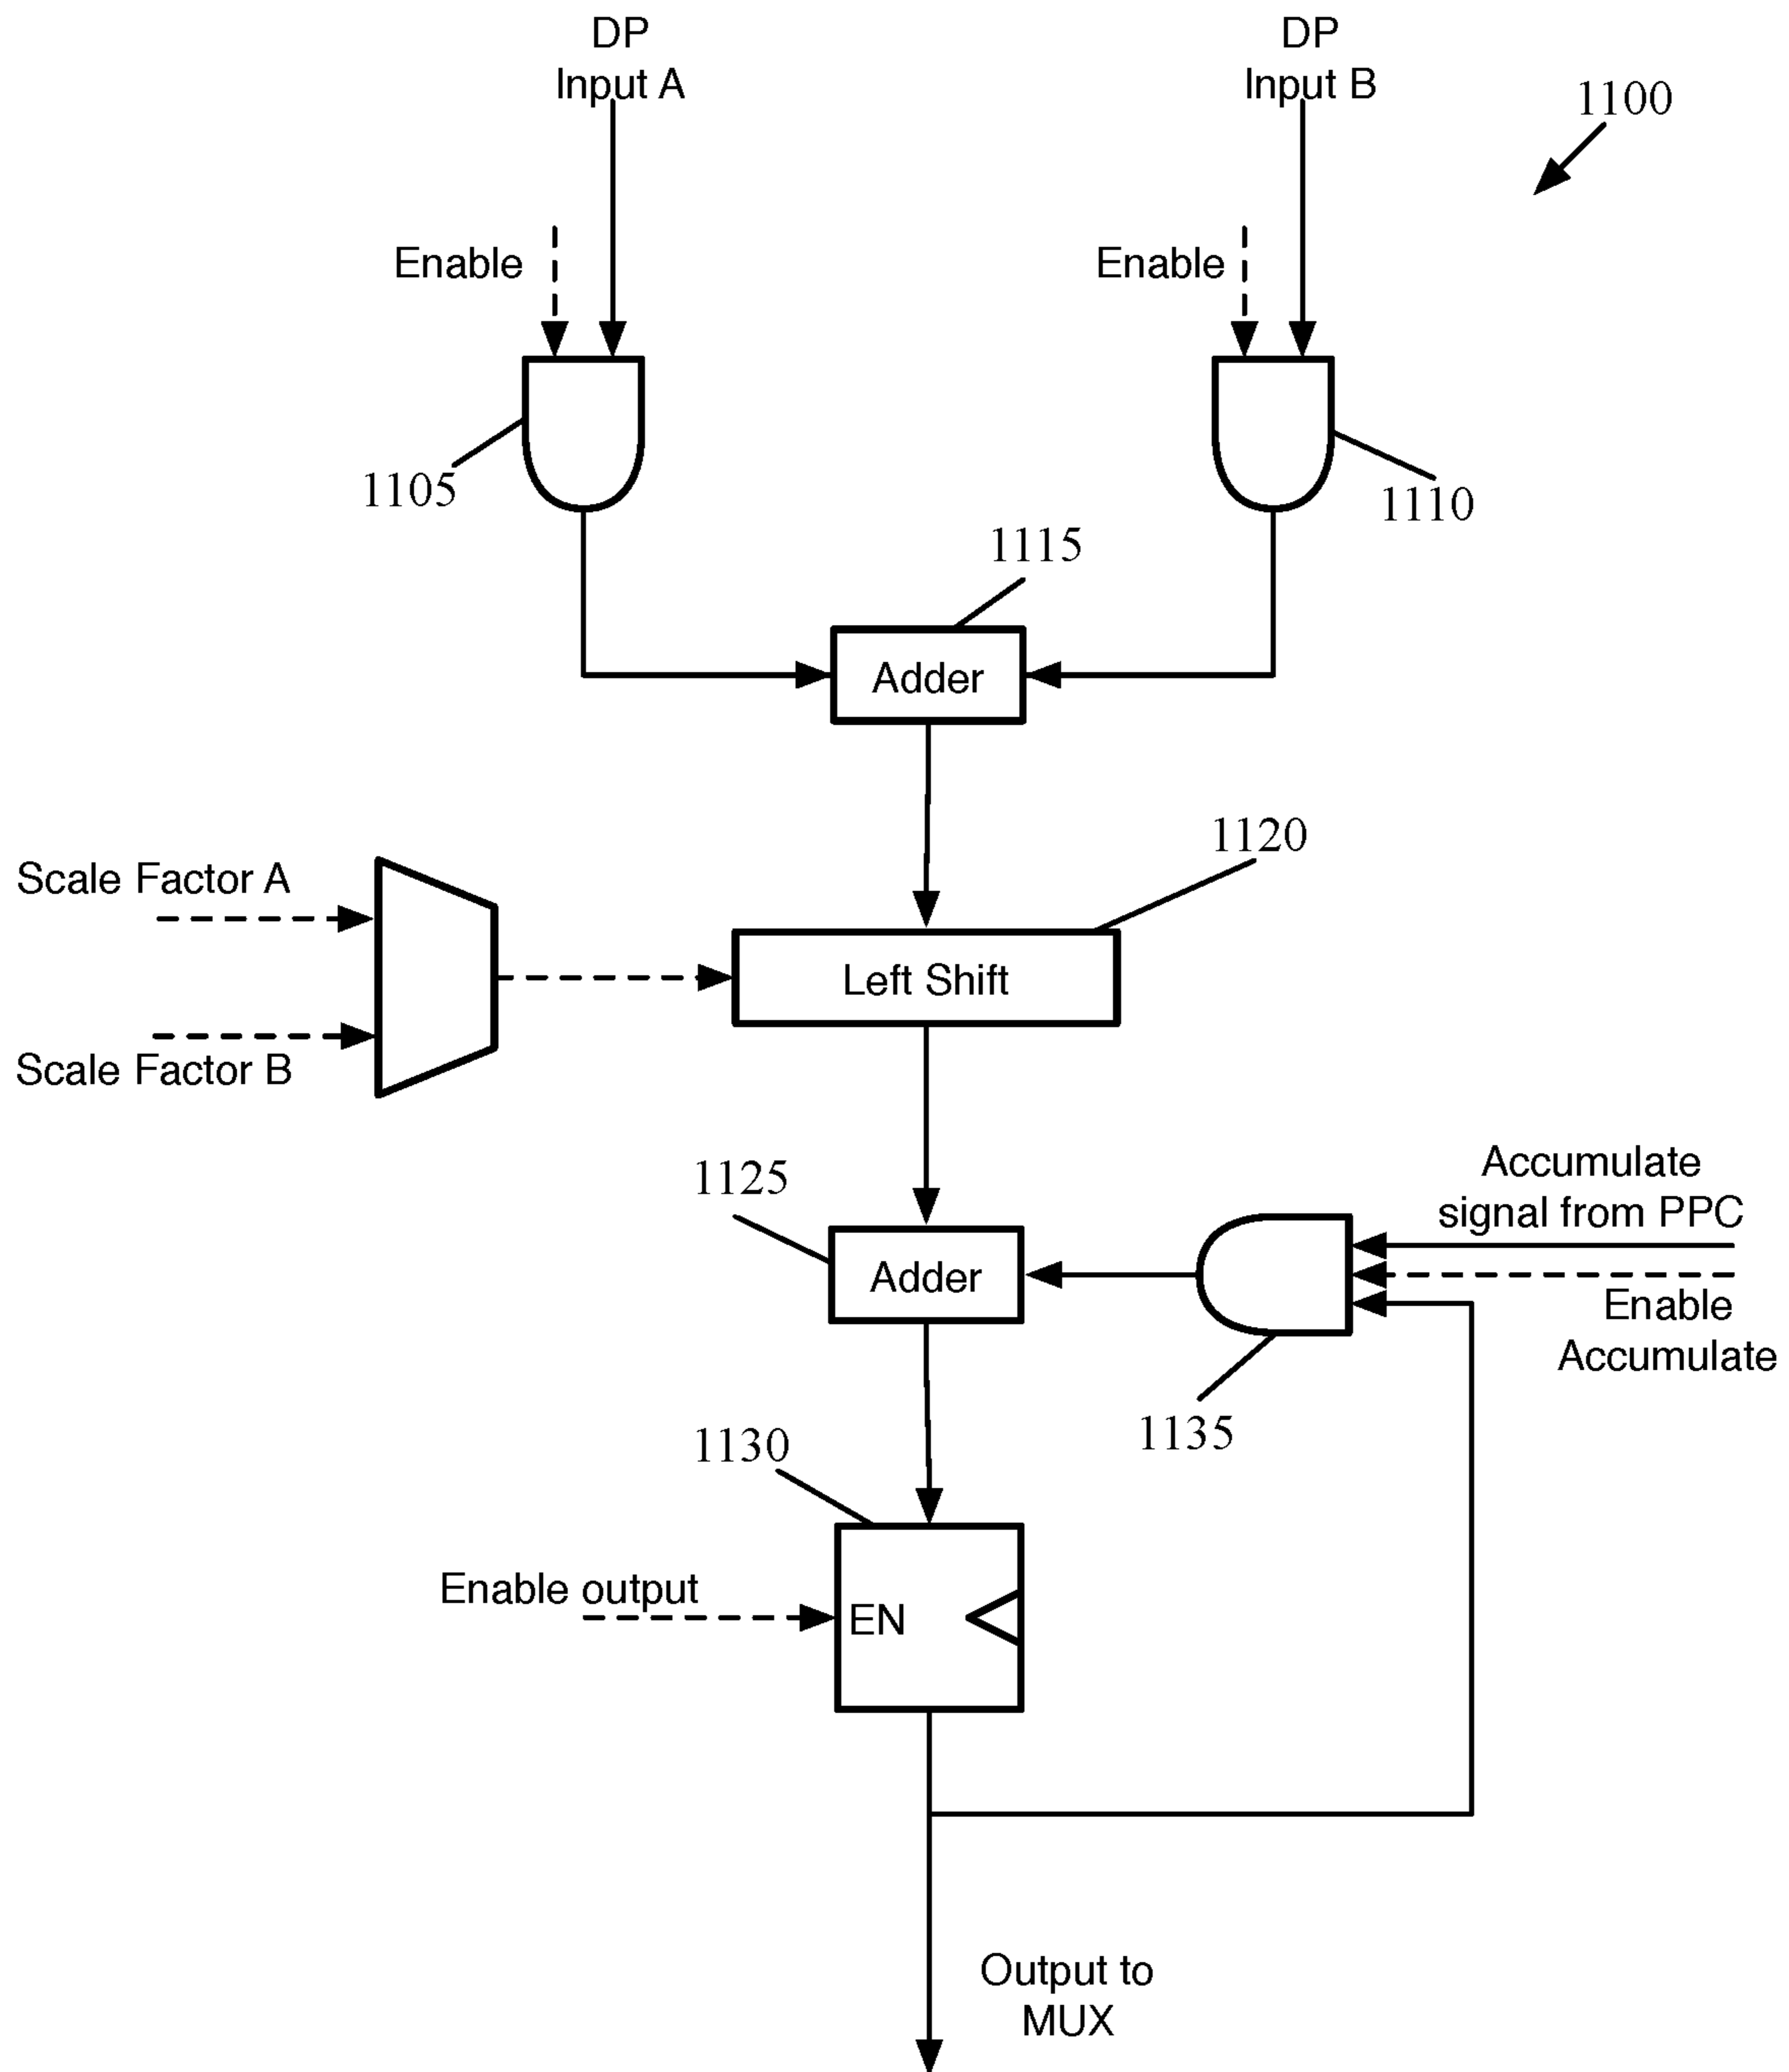 DP
Input A
DP
Input B
1100
Enable
Enable
1105
1110
1115
Adder
1120
Scale Factor A
Left Shift
Scale Factor B
Accumulate
signal from PPC
1125
Adder
Enable
Accumulate
1135
1130
Enable output
EN
Output to
MUX